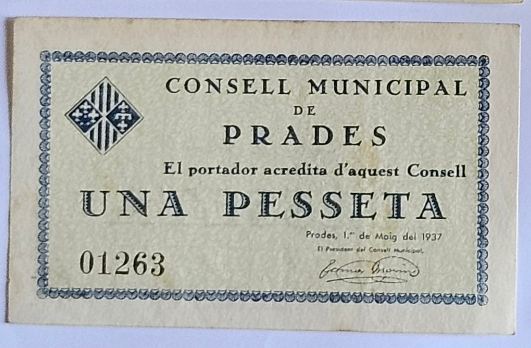 CONSELL MUNICIPAL
DE
PRADES
El portador acredita d'aquest Consell
UNA PESSETA
Prades, 1.er de Maig del 1937
El President del Consell Municipal,
01263